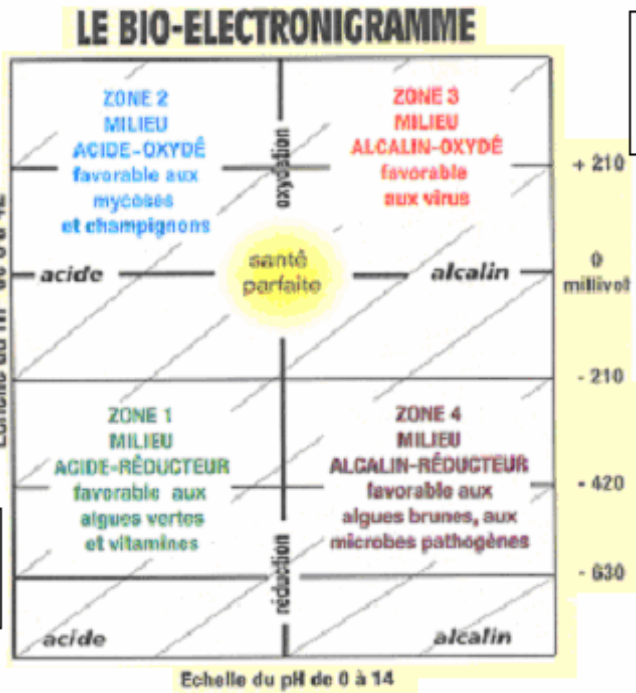 LE BIO-ELECTRONIGRAMME
ZONE 2
MILIEU
ACIDE-OXYDÉ
favorable aux
mycoses
et champignons
oxydation
ZONE 3
MILIEU
ALCALIN-OXYDÉ
favorable
aux virus
+ 210
acide
santé
parfaite
alcalin
0
millivolt
- 210
ZONE 1
MILIEU
ACIDE-RÉDUCTEUR
favorable aux
algues vertes
et vitamines
réduction
ZONE 4
MILIEU
ALCALIN-RÉDUCTEUR
favorable aux
algues brunes, aux
microbes pathogènes
- 420
- 630
acide
alcalin
Echelle du pH de 0 à 14